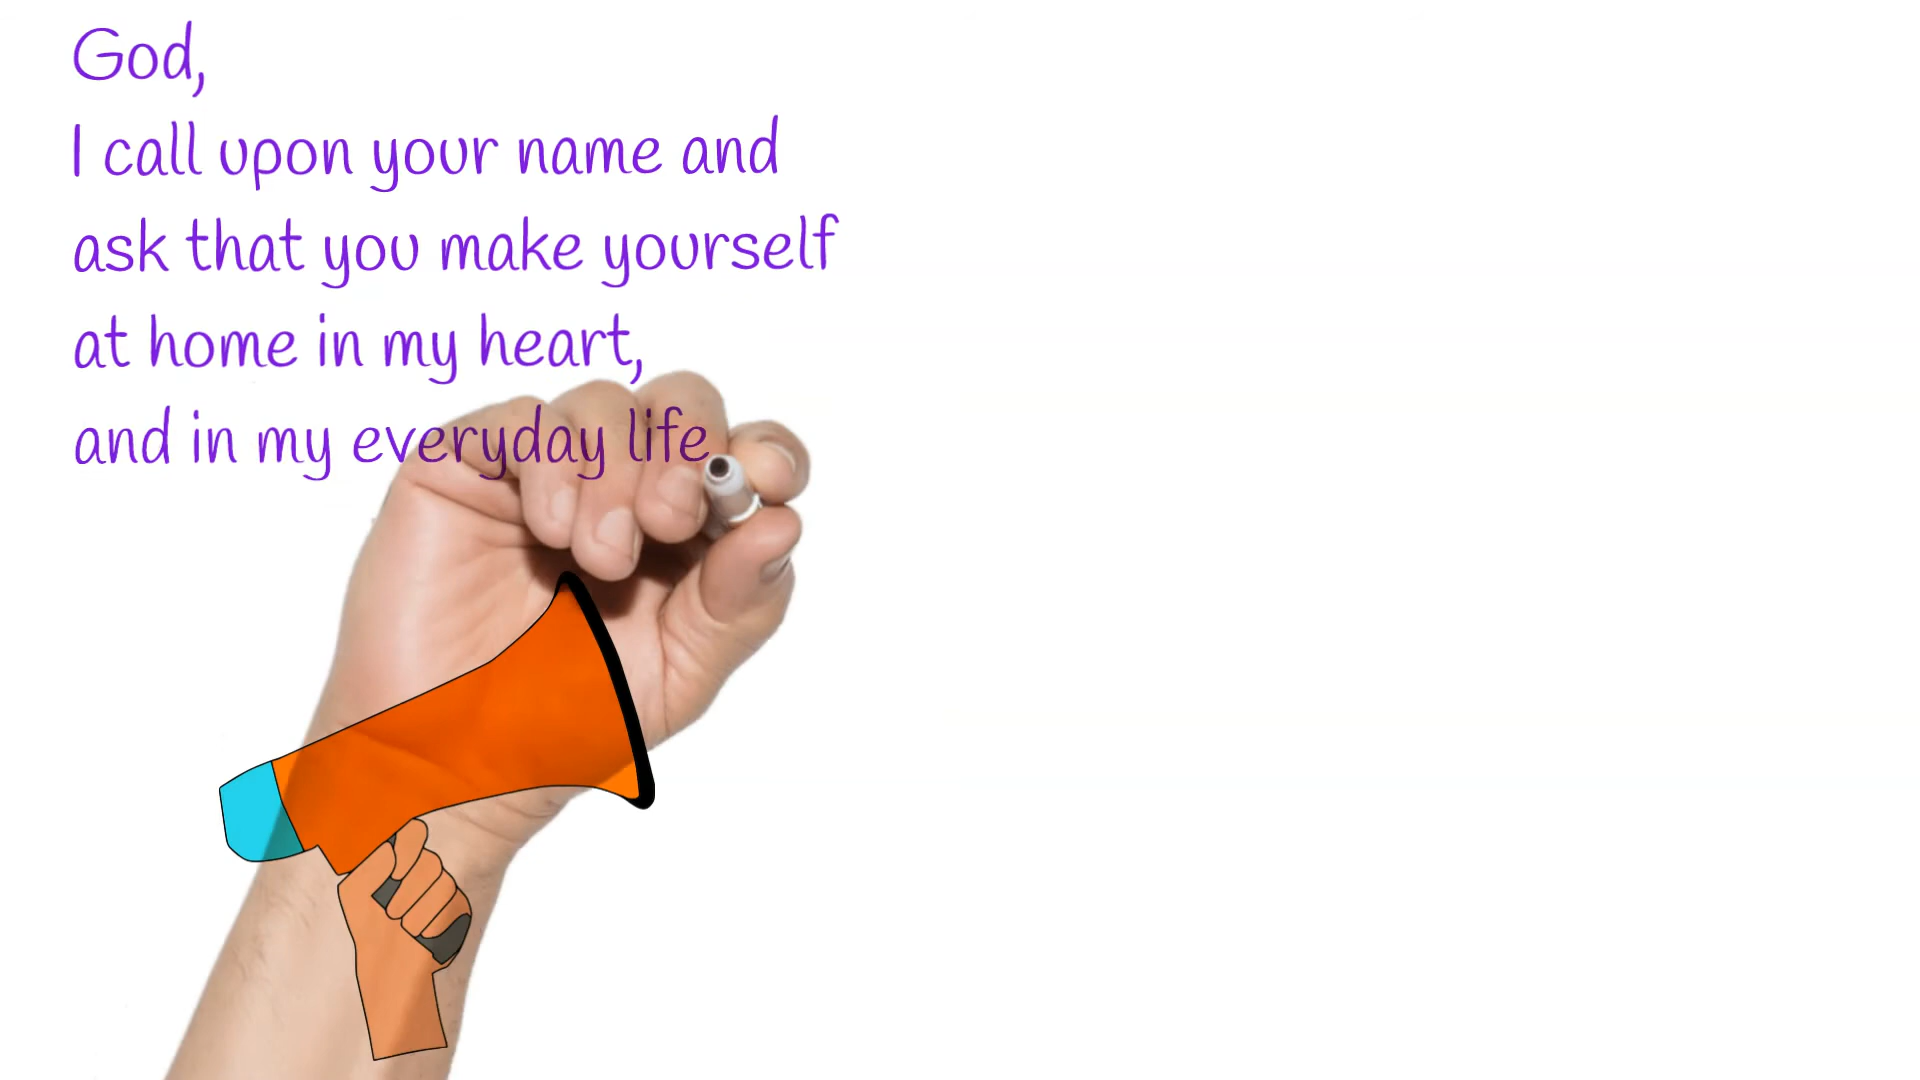 God,
I call upon your name and
ask that you make yourself
at home in my heart,
and in my everyday life